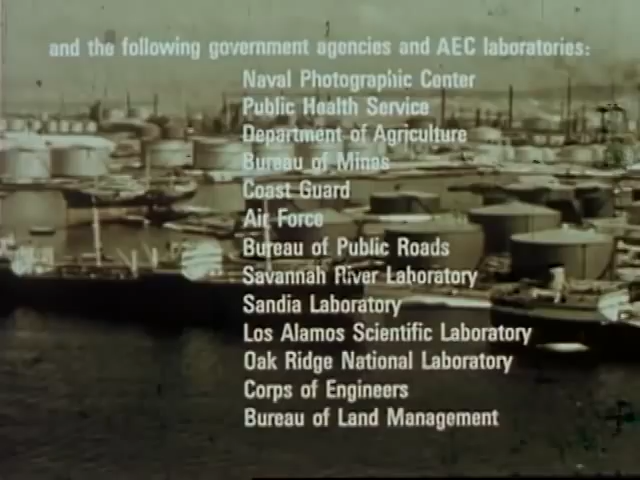 and the following government agencies and AEC laboratories:
Naval Photographic Center
Public Health Service
Department of Agriculture
Bureau of Mines
Coast Guard
Air Force
Bureau of Public Roads
Savannah River Laboratory
Sandia Laboratory
Los Alamos Scientific Laboratory
Oak Ridge National Laboratory
Corps of Engineers
Bureau of Land Management